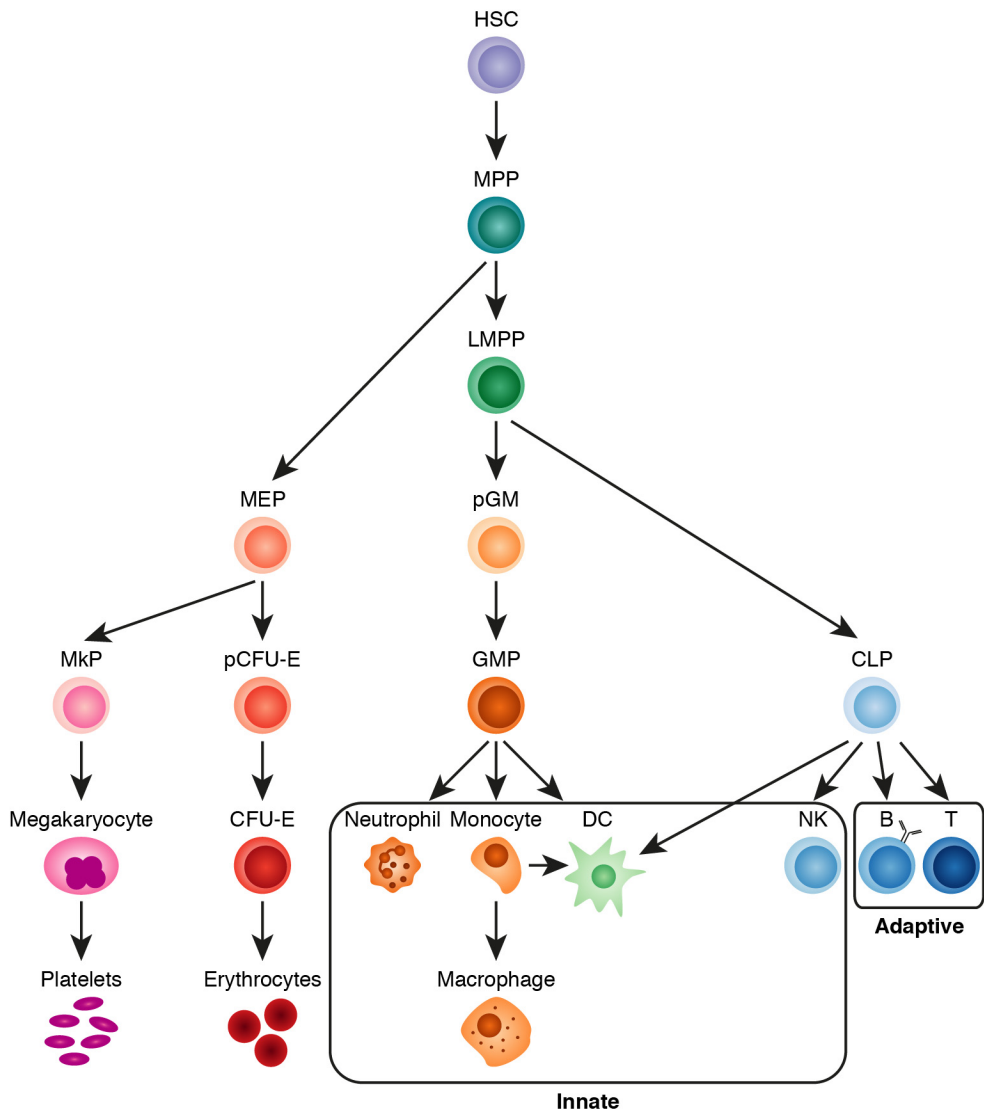 HSC
MPP
LMPP
MEP
pGM
MkP
pCFU-E
GMP
CLP
Megakaryocyte
CFU-E
Neutrophil
Monocyte
DC
NK
B
T
Adaptive
Platelets
Erythrocytes
Macrophage
Innate